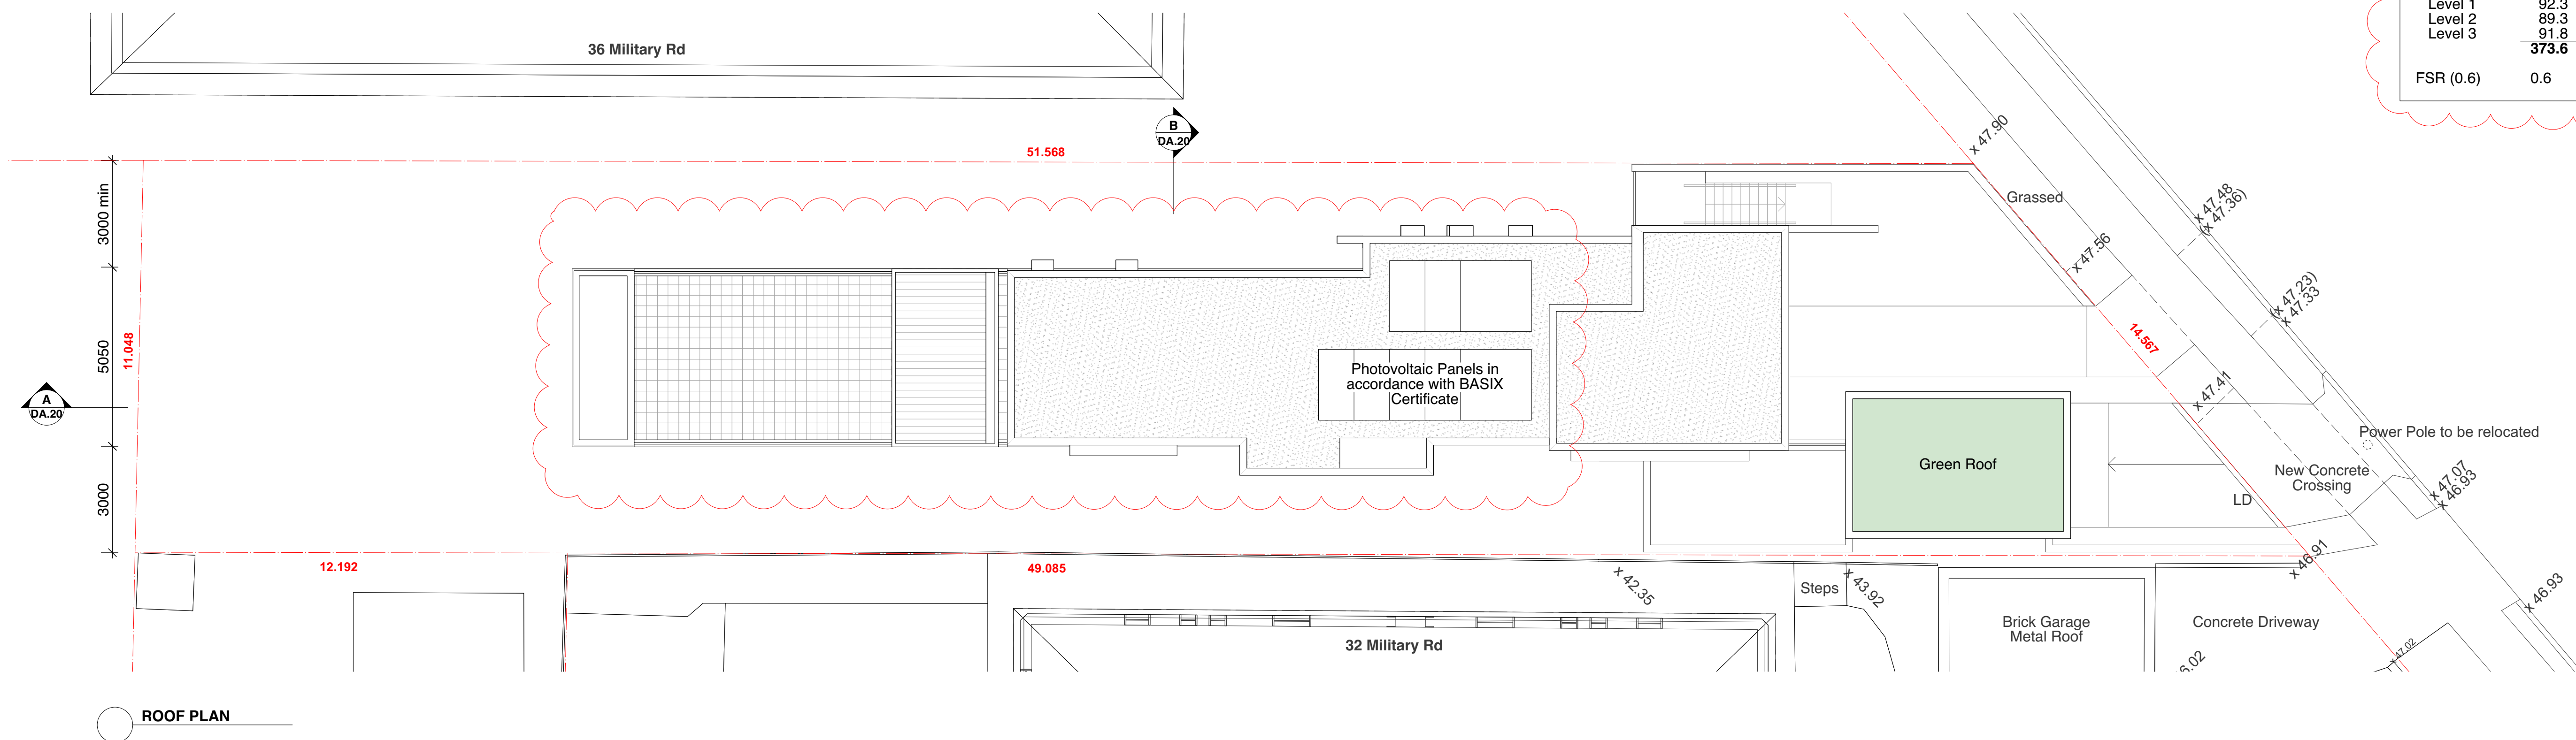 Level 1 92.3
Level 2 89.3
Level 3 91.8
373.6
FSR (0.6) 0.6
36 Military Rd
B
DA.20
51.568
x 47.90
Grassed
x 47.48
(x 47.36)
x 47.56
(x 47.23)
x 47.33
3000 min
5050
3000
11.048
14.567
A
DA.20
Photovoltaic Panels in
accordance with BASIX
Certificate
x 47.41
Power Pole to be relocated
Green Roof
New Concrete
Crossing
LD
x 47.07
x 46.93
x 46.91
12.192
49.085
x 42.35
Steps
x 43.92
x 46.93
Brick Garage
Metal Roof
Concrete Driveway
32 Military Rd
x 47.02
6.02
ROOF PLAN